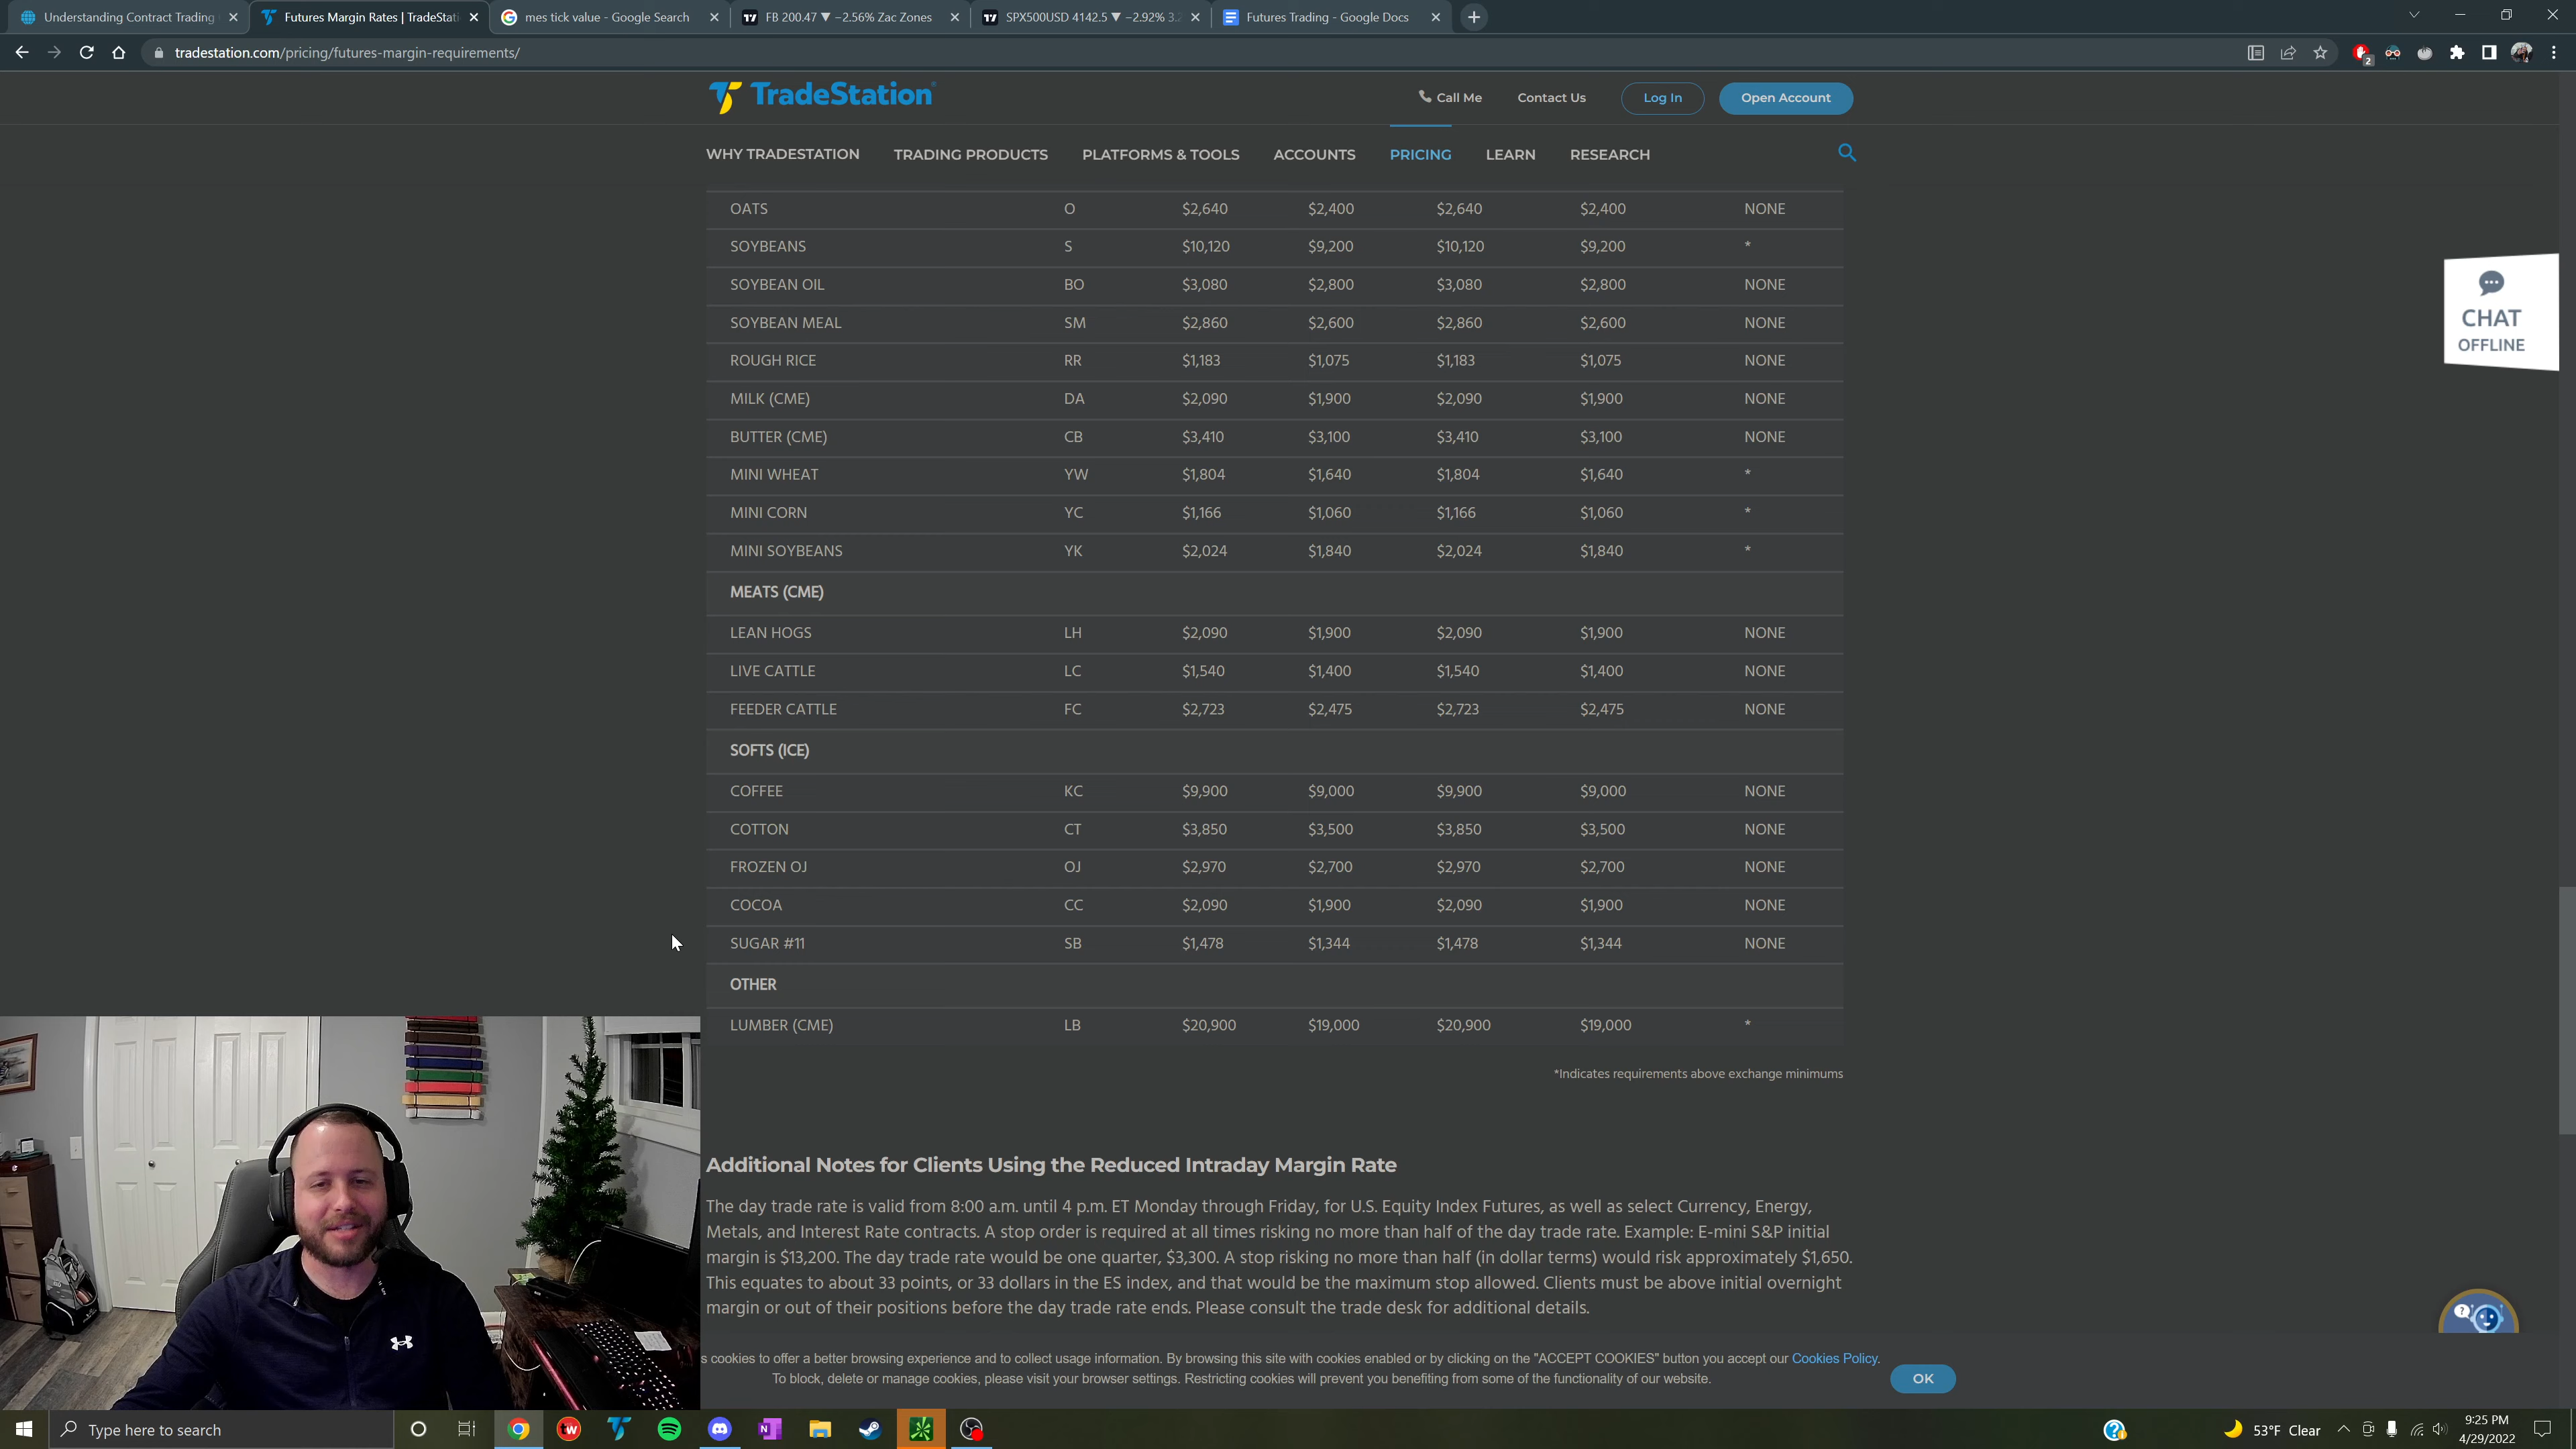 Understanding Contract Trading
Futures Margin Rates | TradeStati
mes tick value - Google Search
FB 200.47 ▼ −2.56% Zac Zones
SPX500USD 4142.5 ▼ −2.92% 3.2
Futures Trading - Google Docs
tradestation.com/pricing/futures-margin-requirements/
2
TradeStation
Call Me
Contact Us
Log In
Open Account
WHY TRADESTATION
TRADING PRODUCTS
PLATFORMS & TOOLS
ACCOUNTS
PRICING
LEARN
RESEARCH
OATS O $2,640 $2,400 $2,640 $2,400 NONE
SOYBEANS S $10,120 $9,200 $10,120 $9,200 *
SOYBEAN OIL BO $3,080 $2,800 $3,080 $2,800 NONE
SOYBEAN MEAL SM $2,860 $2,600 $2,860 $2,600 NONE
ROUGH RICE RR $1,183 $1,075 $1,183 $1,075 NONE
MILK (CME) DA $2,090 $1,900 $2,090 $1,900 NONE
BUTTER (CME) CB $3,410 $3,100 $3,410 $3,100 NONE
MINI WHEAT YW $1,804 $1,640 $1,804 $1,640 *
MINI CORN YC $1,166 $1,060 $1,166 $1,060 *
MINI SOYBEANS YK $2,024 $1,840 $2,024 $1,840 *
MEATS (CME)
LEAN HOGS LH $2,090 $1,900 $2,090 $1,900 NONE
LIVE CATTLE LC $1,540 $1,400 $1,540 $1,400 NONE
FEEDER CATTLE FC $2,723 $2,475 $2,723 $2,475 NONE
SOFTS (ICE)
COFFEE KC $9,900 $9,000 $9,900 $9,000 NONE
COTTON CT $3,850 $3,500 $3,850 $3,500 NONE
FROZEN OJ OJ $2,970 $2,700 $2,970 $2,700 NONE
COCOA CC $2,090 $1,900 $2,090 $1,900 NONE
SUGAR #11 SB $1,478 $1,344 $1,478 $1,344 NONE
OTHER
LUMBER (CME) LB $20,900 $19,000 $20,900 $19,000 *
*Indicates requirements above exchange minimums
CHAT
OFFLINE
Additional Notes for Clients Using the Reduced Intraday Margin Rate
The day trade rate is valid from 8:00 a.m. until 4 p.m. ET Monday through Friday, for U.S. Equity Index Futures, as well as select Currency, Energy,
Metals, and Interest Rate contracts. A stop order is required at all times risking no more than half of the day trade rate. Example: E-mini S&P initial
margin is $13,200. The day trade rate would be one quarter, $3,300. A stop risking no more than half (in dollar terms) would risk approximately $1,650.
This equates to about 33 points, or 33 dollars in the ES index, and that would be the maximum stop allowed. Clients must be above initial overnight
margin or out of their positions before the day trade rate ends. Please consult the trade desk for additional details.
s cookies to offer a better browsing experience and to collect usage information. By browsing this site with cookies enabled or by clicking on the "ACCEPT COOKIES" button you accept our Cookies Policy.
To block, delete or manage cookies, please visit your browser settings. Restricting cookies will prevent you benefiting from some of the functionality of our website.
OK
Type here to search
tw
N
53°F Clear
9:25 PM
4/29/2022